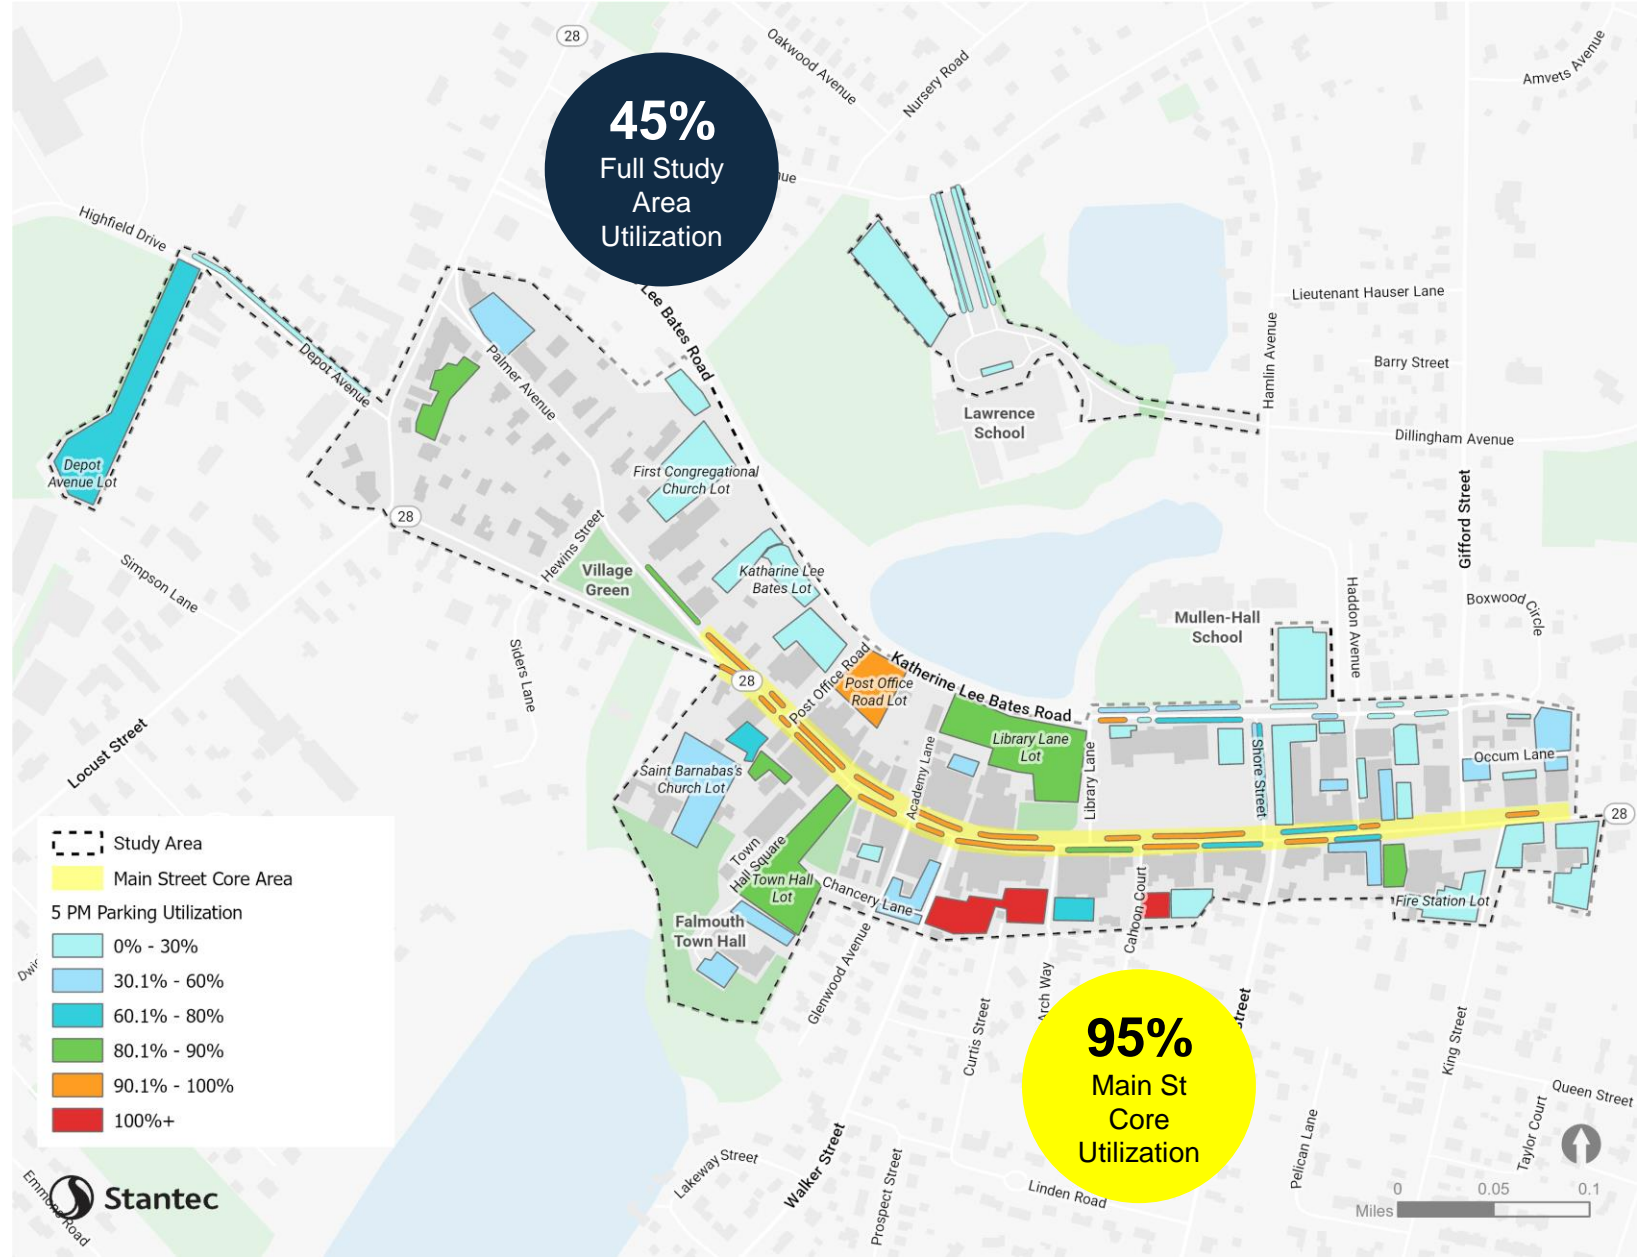 28
Oakwood Avenue
Nursery Road
Amvets Avenue
45%
Full Study
Area
Utilization
nue
Highfield Drive
Lee Bates Road
Lieutenant Hauser Lane
Hamlin Avenue
Barry Street
Depot Avenue
Palmer Avenue
Lawrence
School
Dillingham Avenue
Depot
Avenue Lot
First Congregational
Church Lot
Gifford Street
28
Hewins Street
Simpson Lane
Village
Green
Katharine Lee
Bates Lot
Haddon Avenue
Boxwood Circle
Mullen-Hall
School
Siders Lane
28
Post Office Road
Post Office
Road Lot
Katherine Lee Bates Road
Locust Street
Saint Barnabas's
Church Lot
Academy Lane
Library Lane
Lot
Library Lane
Shore Street
Occum Lane
28
Town
Hall Square
Town Hall
Lot
Chancery Lane
Cahoon Court
Fire Station Lot
Falmouth
Town Hall
Glenwood Avenue
Curtis Street
Arch Way
treet
King Street
Study Area
Main Street Core Area
5 PM Parking Utilization
0% - 30%
30.1% - 60%
60.1% - 80%
80.1% - 90%
90.1% - 100%
100%+
Dwi
95%
Main St
Core
Utilization
Queen Street
Taylor Court
Pelican Lane
Lakeway Street
Walker Street
Prospect Street
Linden Road
Emmons Road
Stantec
0 0.05 0.1
Miles